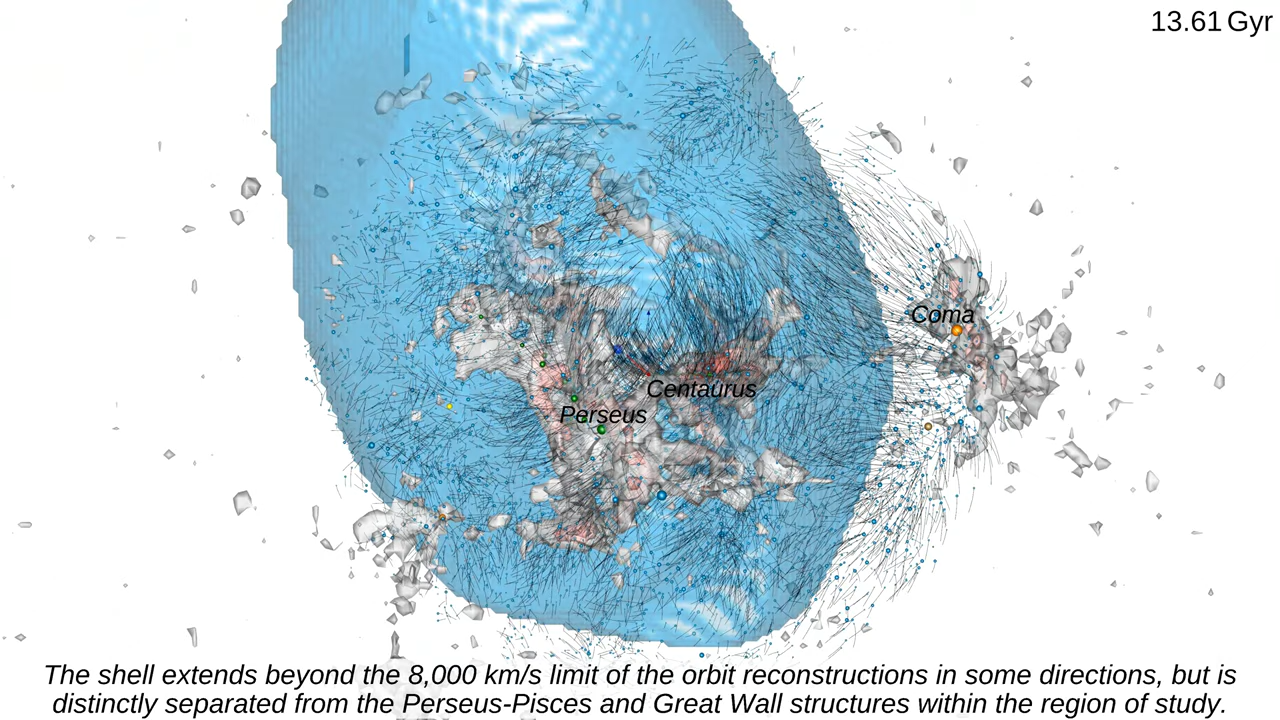 13.61 Gyr
Coma
Centaurus
Perseus
The shell extends beyond the 8,000 km/s limit of the orbit reconstructions in some directions, but is
distinctly separated from the Perseus-Pisces and Great Wall structures within the region of study.